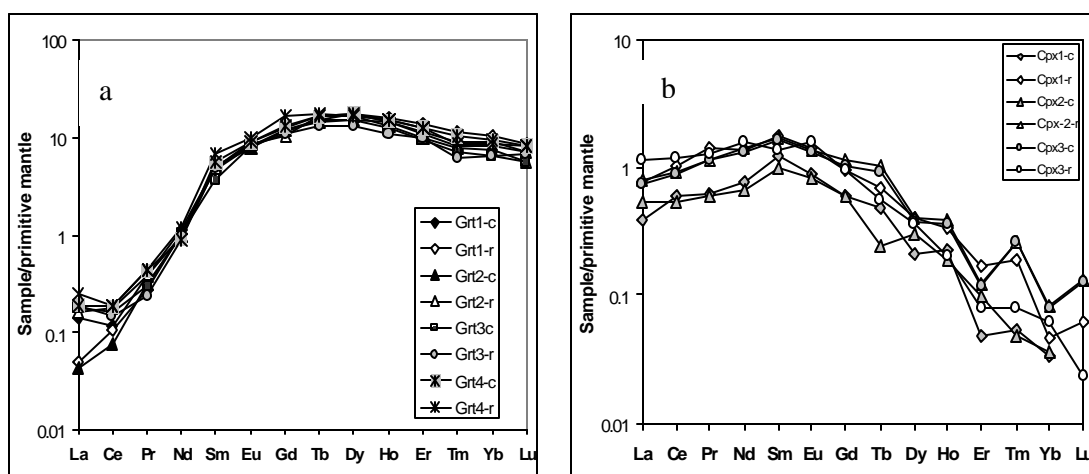 a
Sample/primitive mantle
100
10
1
0.1
0.01
La Ce Pr Nd Sm Eu Gd Tb Dy Ho Er Tm Yb Lu
Grt1-c
Grt1-r
Grt2-c
Grt2-r
Grt3c
Grt3-r
Grt4-c
Grt4-r
b
Sample/primitive mantle
10
1
0.1
0.01
La Ce Pr Nd Sm Eu Gd Tb Dy Ho Er Tm Yb Lu
Cpx1-c
Cpx1-r
Cpx2-c
Cpx-2-r
Cpx3-c
Cpx3-r